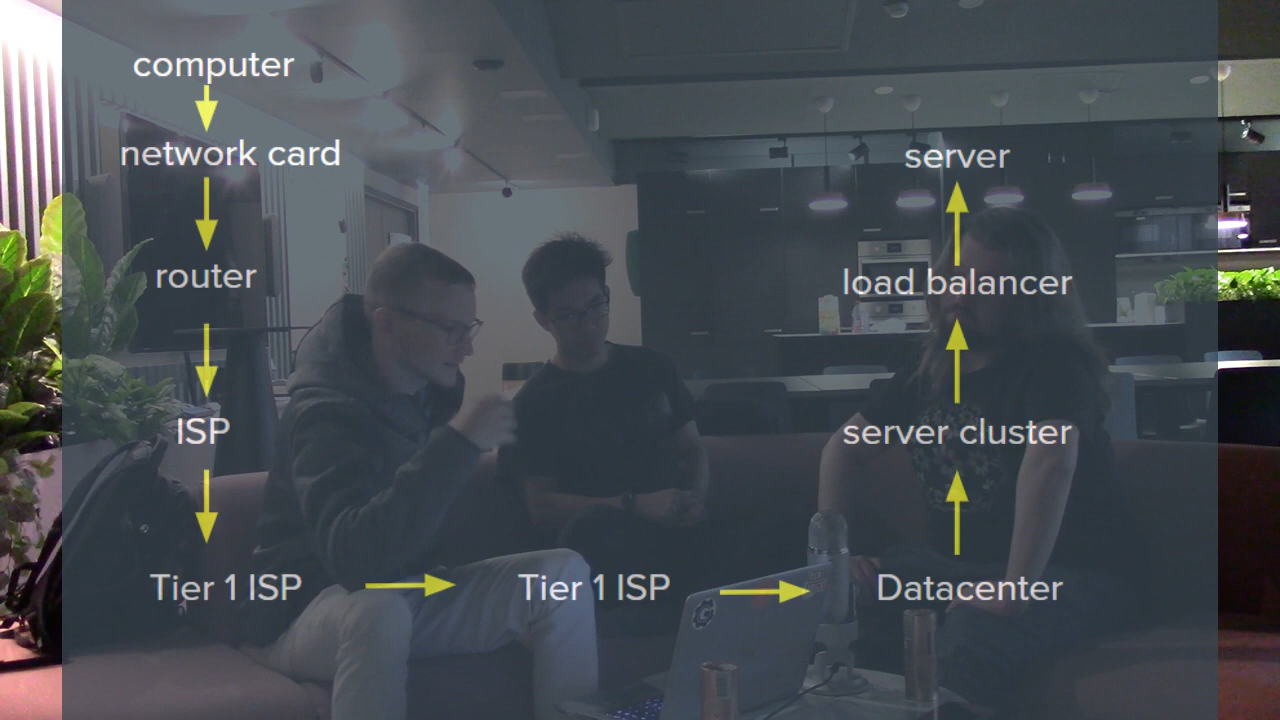 computer
network card
router
ISP
Tier 1 ISP
Tier 1 ISP
Datacenter
server cluster
load balancer
server